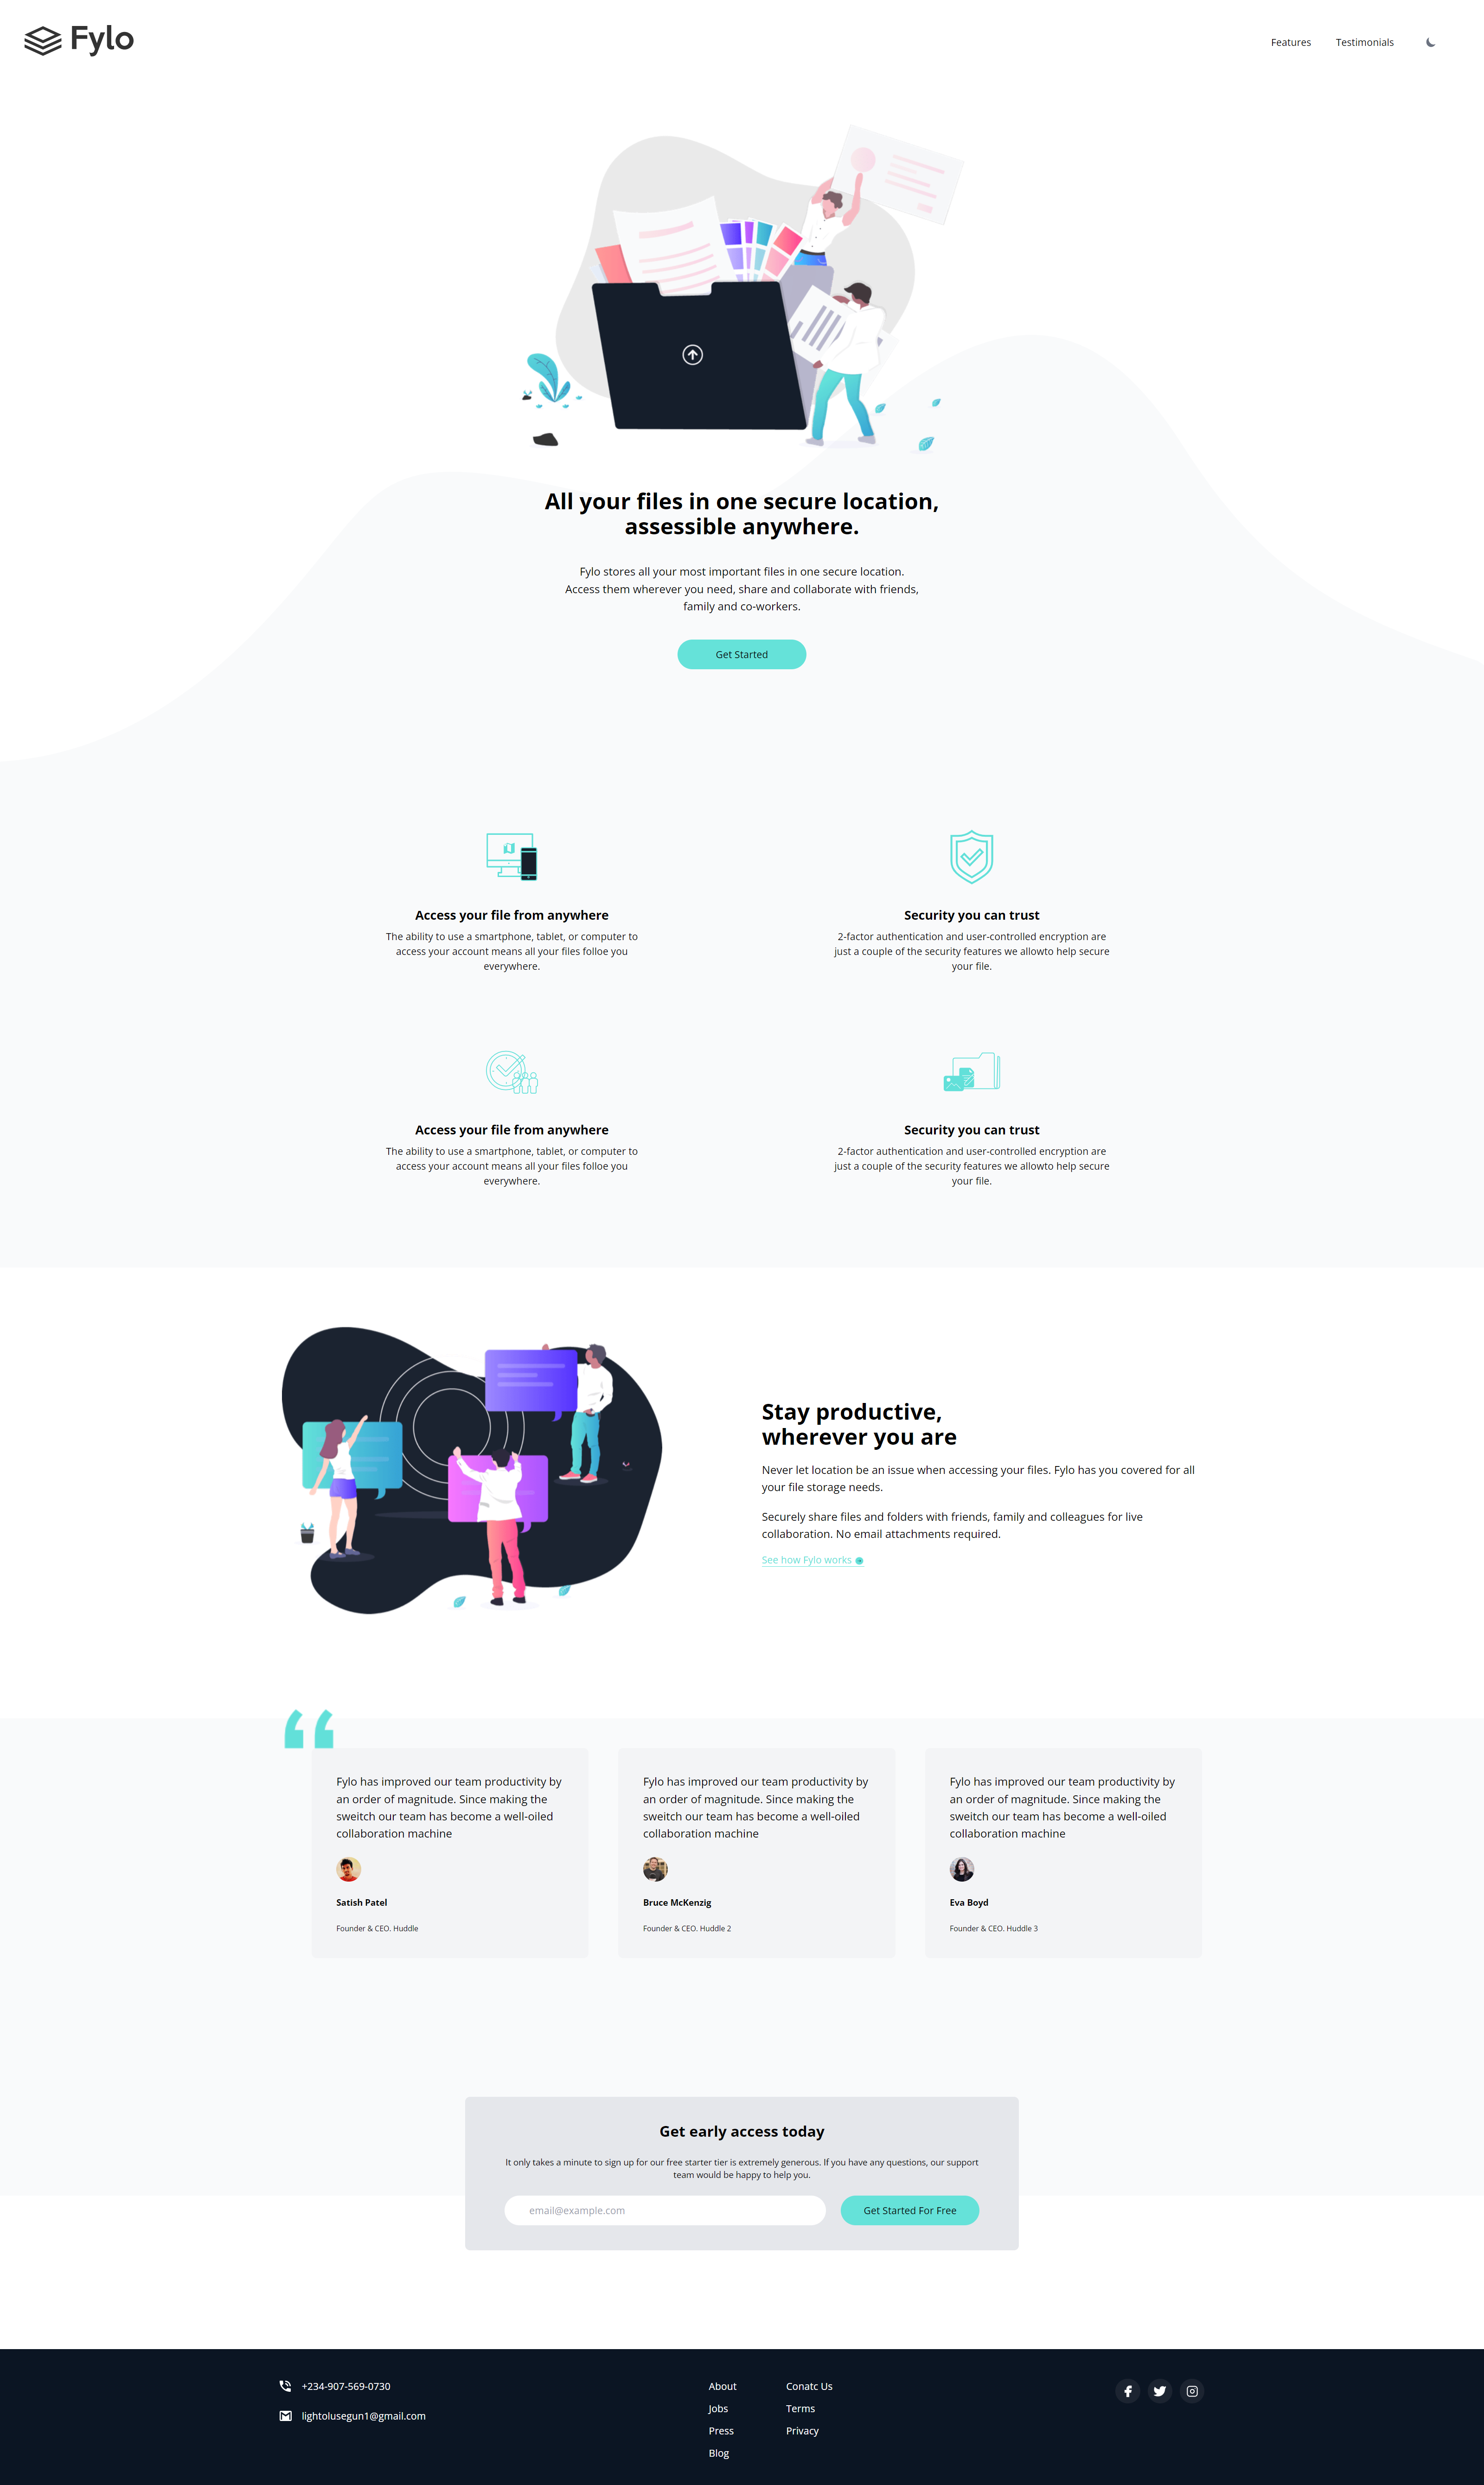 Fylo
Features
Testimonials
All your files in one secure location,
assessible anywhere.
Fylo stores all your most important files in one secure location.
Access them wherever you need, share and collaborate with friends,
family and co-workers.
Get Started
Access your file from anywhere
The ability to use a smartphone, tablet, or computer to
access your account means all your files folloe you
everywhere.
Security you can trust
2-factor authentication and user-controlled encryption are
just a couple of the security features we allowto help secure
your file.
Access your file from anywhere
The ability to use a smartphone, tablet, or computer to
access your account means all your files folloe you
everywhere.
Security you can trust
2-factor authentication and user-controlled encryption are
just a couple of the security features we allowto help secure
your file.
Stay productive,
wherever you are
Never let location be an issue when accessing your files. Fylo has you covered for all
your file storage needs.
Securely share files and folders with friends, family and colleagues for live
collaboration. No email attachments required.
See how Fylo works
Fylo has improved our team productivity by
an order of magnitude. Since making the
sweitch our team has become a well-oiled
collaboration machine
Satish Patel
Founder & CEO. Huddle
Fylo has improved our team productivity by
an order of magnitude. Since making the
sweitch our team has become a well-oiled
collaboration machine
Bruce McKenzig
Founder & CEO. Huddle 2
Fylo has improved our team productivity by
an order of magnitude. Since making the
sweitch our team has become a well-oiled
collaboration machine
Eva Boyd
Founder & CEO. Huddle 3
Get early access today
It only takes a minute to sign up for our free starter tier is extremely generous. If you have any questions, our support
team would be happy to help you.
email@example.com
Get Started For Free
+234-907-569-0730
lightolusegun1@gmail.com
About
Jobs
Press
Blog
Conatc Us
Terms
Privacy